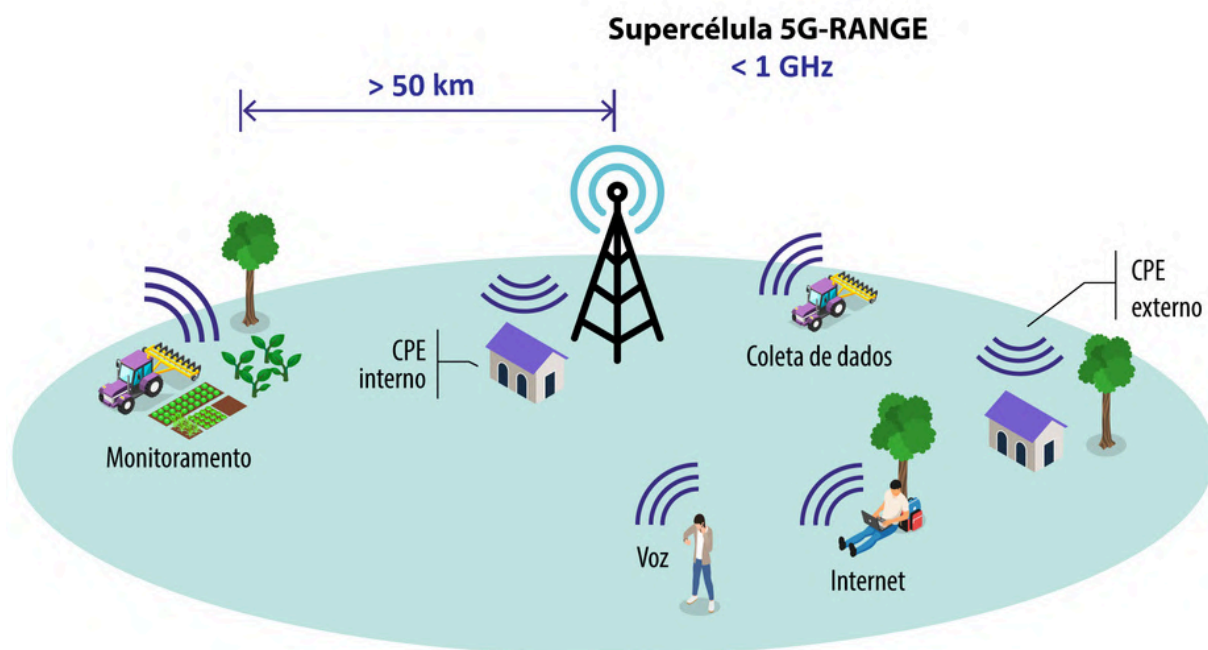 Supercélula 5G-RANGE
< 1 GHz
> 50 km
CPE
externo
CPE
interno
Coleta de dados
Monitoramento
Voz
Internet